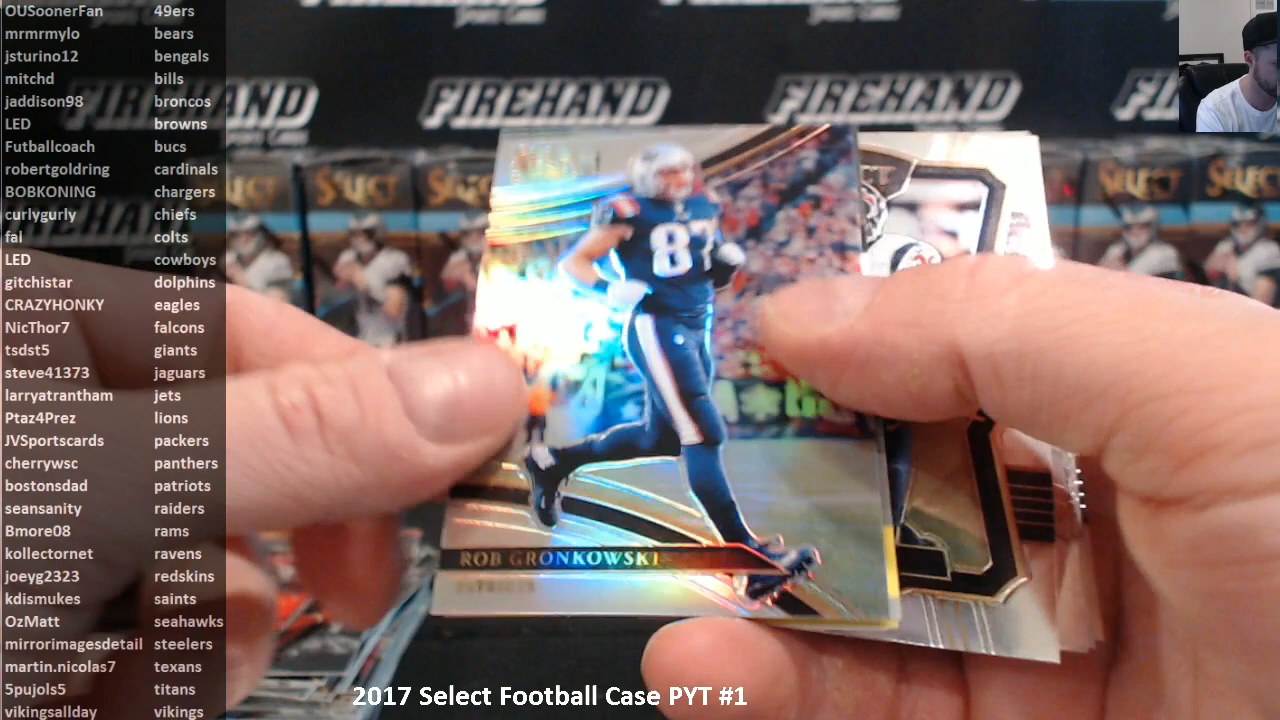 OUSoonerFan 49ers
mrmrmylo bears
jsturino12 bengals
mitchd bills
jaddison98 broncos
LED browns
Futballcoach bucs
robertgoldring cardinals
BOBKONING chargers
curlygurly chiefs
fal colts
LED cowboys
gitchistar dolphins
CRAZYHONKY eagles
NicThor7 falcons
tsdst5 giants
steve41373 jaguars
larryatrantham jets
Ptaz4Prez lions
JVSportscards packers
cherrywsc panthers
bostonsdad patriots
seansanity raiders
Bmore08 rams
kollectornet ravens
joeyg2323 redskins
kdismukes saints
OzMatt seahawks
mirrorimagesdetail steelers
martin.nicolas7 texans
5pujols5 titans
vikingsallday vikings
FIREHAND
FIREHAND
FIREHAND
SELECT
SELECT
SELECT
SELECT
87
ROB GRONKOWSKI
PATRIOTS
2017 Select Football Case PYT #1